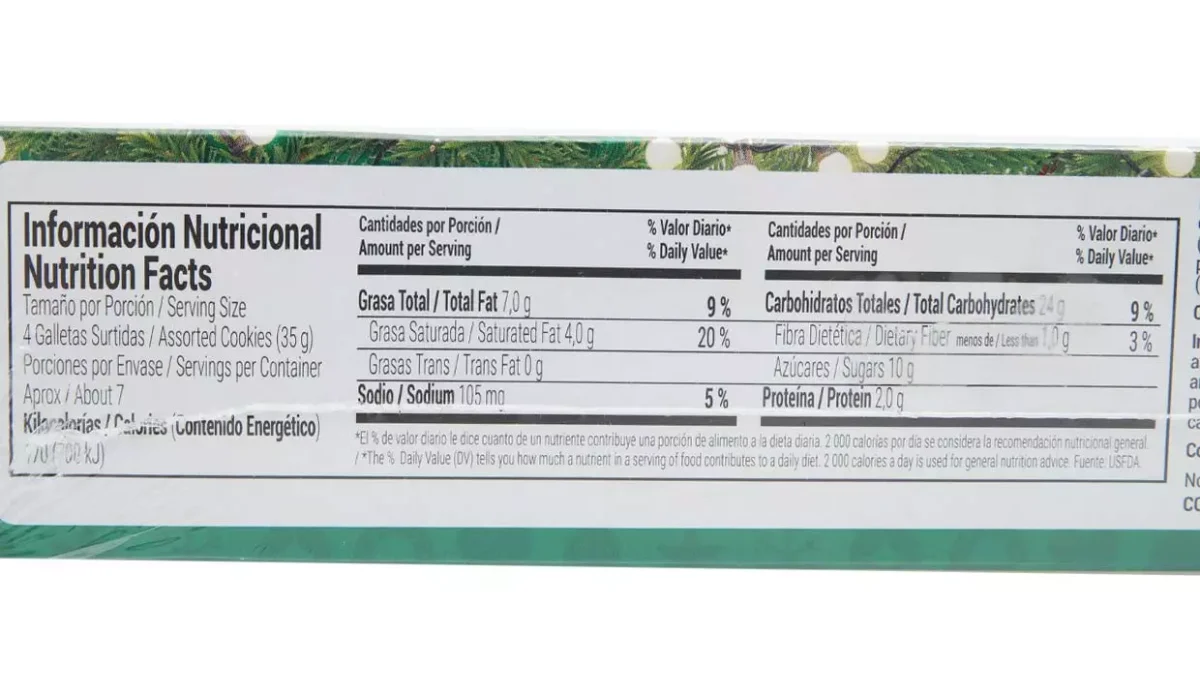 Información Nutricional
Nutrition Facts
Tamaño por Porción / Serving Size
4 Galletas Surtidas / Assorted Cookies (35 g)
Porciones por Envase / Servings per Container
Aprox / About 7
Kilocalorías / Calories (Contenido Energético)
Cantidades por Porción / % Valor Diario*
Amount per Serving % Daily Value*
Grasa Total / Total Fat 7,0 g 9 %
Grasa Saturada / Saturated Fat 4,0 g 20 %
Grasas Trans / Trans Fat 0 g
Sodio / Sodium 105 mg 5 %
Cantidades por Porción / % Valor Diario*
Amount per Serving % Daily Value*
Carbohidratos Totales / Total Carbohydrates 24 g 9 %
Fibra Dietética / Dietary Fiber menos de / Less than 1,0 g 3 %
Azúcares / Sugars 10 g
Proteína / Protein 2,0 g
*El % de valor diario le dice cuanto de un nutriente contribuye una porción de alimento a la dieta diaria. 2 000 calorías por día se considera la recomendación nutricional general.
/ *The % Daily Value (DV) tells you how much a nutrient in a serving of food contributes to a daily diet. 2 000 calories a day is used for general nutrition advice. Fuente: USFDA.